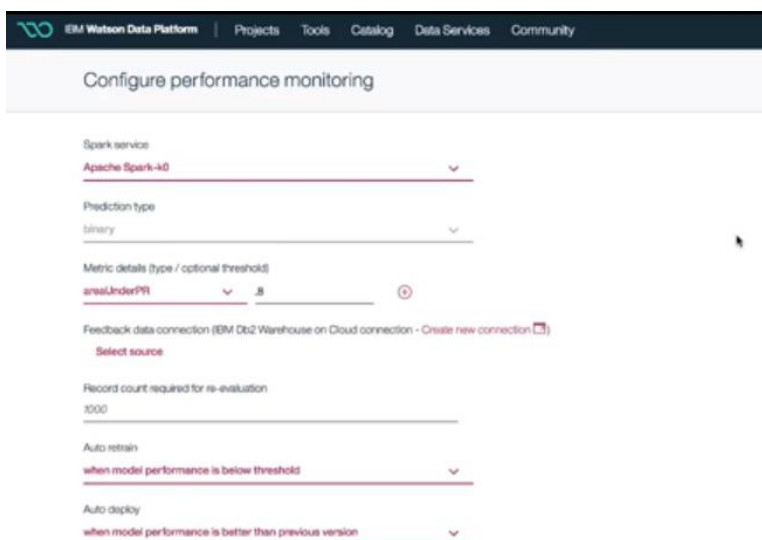 IBM Watson Data Platform | Projects Tools Catalog Data Services Community
Configure performance monitoring
Spark service
Apache Spark-k0
Prediction type
binary
Metric details (type / optional threshold)
areaUnderPR .8
Feedback data connection (IBM Db2 Warehouse on Cloud connection - Create new connection)
Select source
Record count required for re-evaluation
1000
Auto retrain
when model performance is below threshold
Auto deploy
when model performance is better than previous version